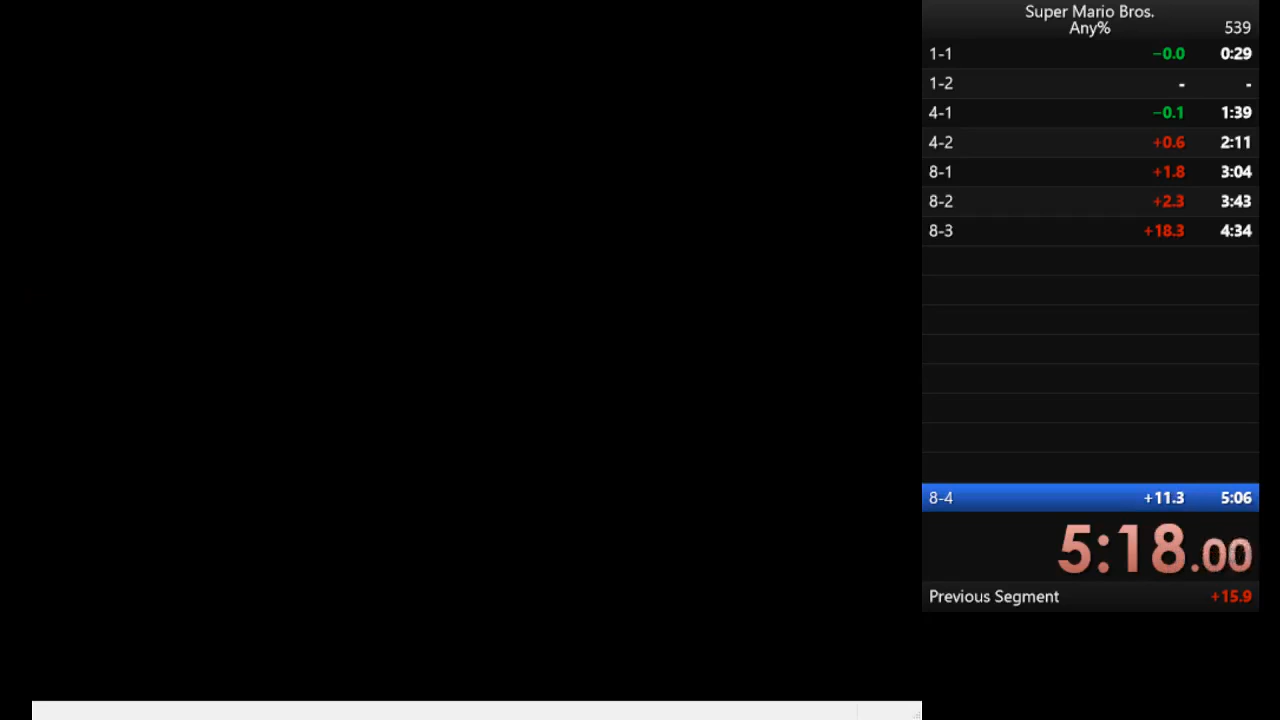 Super Mario Bros.
Any% 539
1-1 −0.0 0:29
1-2 - -
4-1 −0.1 1:39
4-2 +0.6 2:11
8-1 +1.8 3:04
8-2 +2.3 3:43
8-3 +18.3 4:34
8-4 +11.3 5:06
5:18.00
Previous Segment +15.9